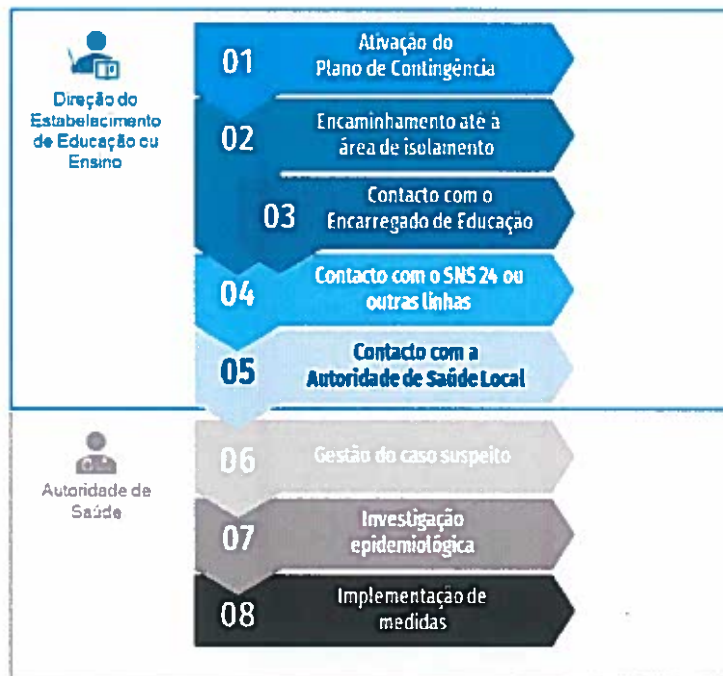 Direção do
Estabelecimento
de Educação ou
Ensino
01
Ativação do
Plano de Contingência
02
Encaminhamento até à
área de isolamento
03
Contacto com o
Encarregado de Educação
04
Contacto com o SNS 24 ou
outras linhas
05
Contacto com a
Autoridade de Saúde Local
Autoridade de
Saúde
06
Gestão do caso suspeito
07
Investigação
epidemiológica
08
Implementação de
medidas